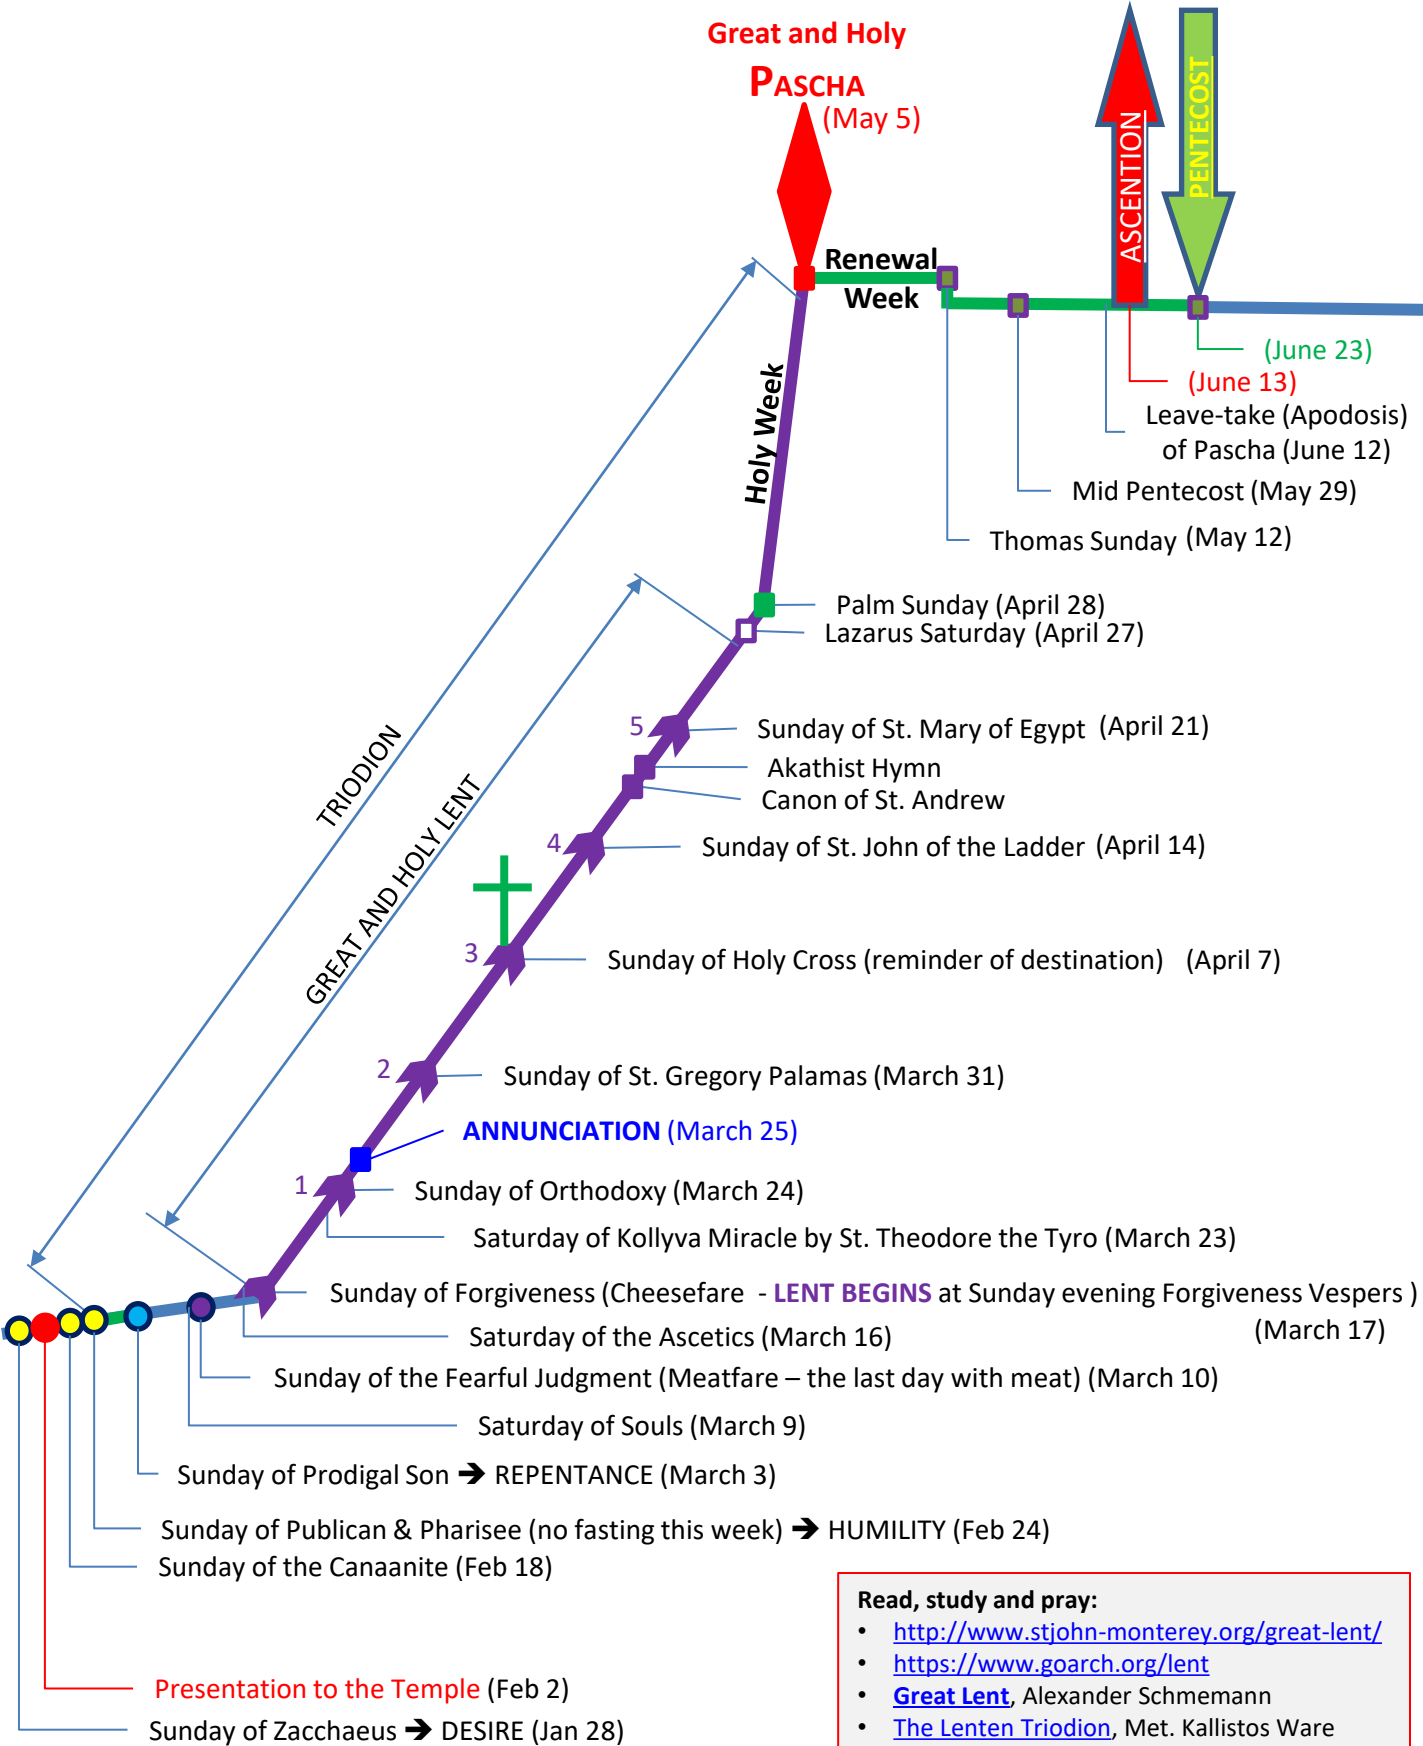 Great and Holy
PASCHA
(May 5)
ASCENTION
PENTECOST
Renewal
Week
(June 23)
(June 13)
Leave-take (Apodosis)
of Pascha (June 12)
Mid Pentecost (May 29)
Thomas Sunday (May 12)
Holy Week
Palm Sunday (April 28)
Lazarus Saturday (April 27)
5 Sunday of St. Mary of Egypt (April 21)
Akathist Hymn
Canon of St. Andrew
TRIODION
GREAT AND HOLY LENT
4 Sunday of St. John of the Ladder (April 14)
3 Sunday of Holy Cross (reminder of destination) (April 7)
2 Sunday of St. Gregory Palamas (March 31)
ANNUNCIATION (March 25)
1 Sunday of Orthodoxy (March 24)
Saturday of Kollyva Miracle by St. Theodore the Tyro (March 23)
Sunday of Forgiveness (Cheesefare - LENT BEGINS at Sunday evening Forgiveness Vespers )
(March 17)
Saturday of the Ascetics (March 16)
Sunday of the Fearful Judgment (Meatfare – the last day with meat) (March 10)
Saturday of Souls (March 9)
Sunday of Prodigal Son ➔ REPENTANCE (March 3)
Sunday of Publican & Pharisee (no fasting this week) ➔ HUMILITY (Feb 24)
Sunday of the Canaanite (Feb 18)
Presentation to the Temple (Feb 2)
Sunday of Zacchaeus ➔ DESIRE (Jan 28)
Read, study and pray:
• http://www.stjohn-monterey.org/great-lent/
• https://www.goarch.org/lent
• Great Lent, Alexander Schmemann
• The Lenten Triodion, Met. Kallistos Ware